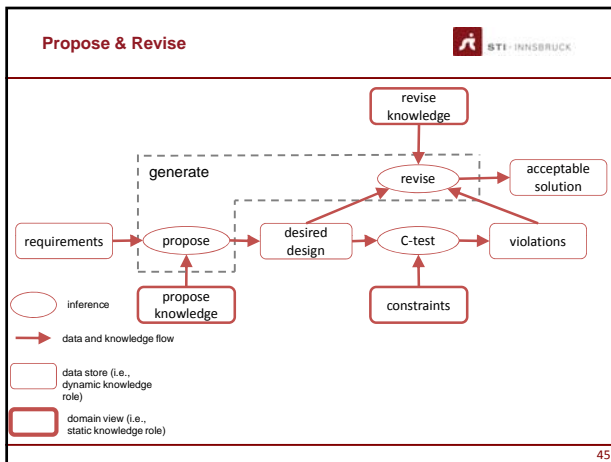 Propose & Revise
STI · INNSBRUCK
revise
knowledge
generate
revise
acceptable
solution
requirements
propose
desired
design
C-test
violations
propose
knowledge
constraints
inference
data and knowledge flow
data store (i.e.,
dynamic knowledge
role)
domain view (i.e.,
static knowledge role)
45